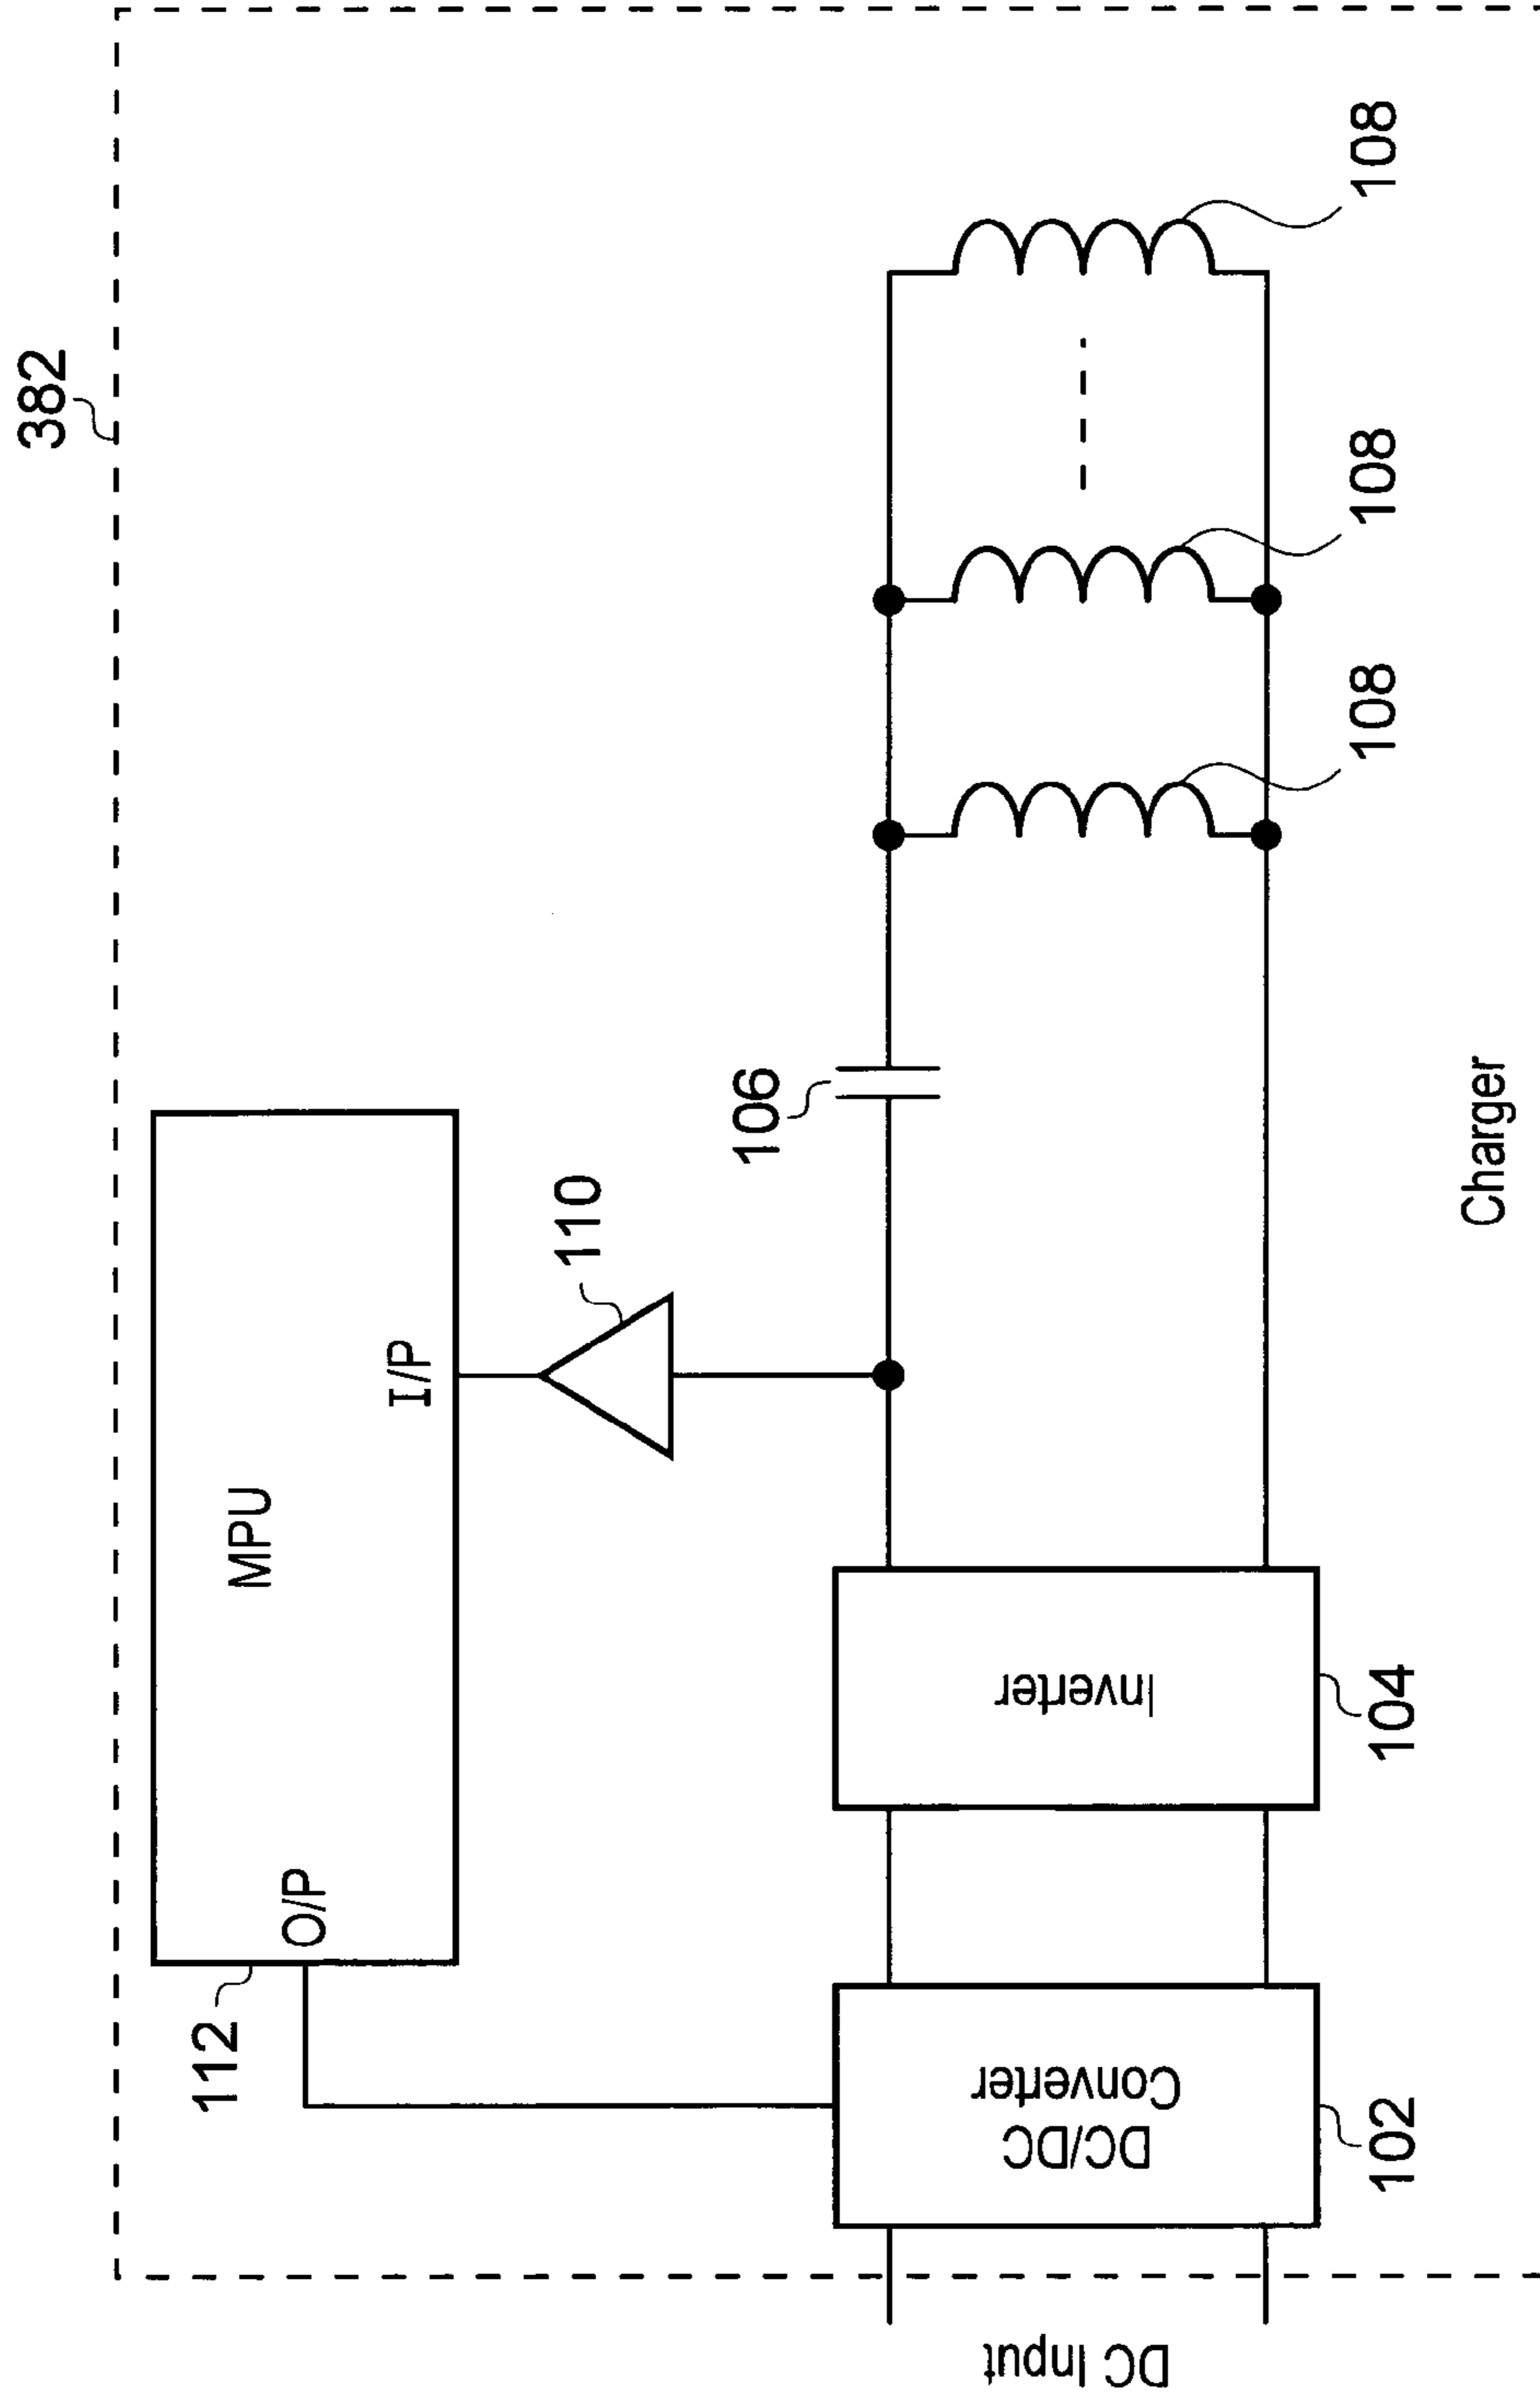 382
112
MPU
O/P
I/P
110
106
108
108
108
DC Input
DC/DC
Converter
102
Inverter
104
Charger